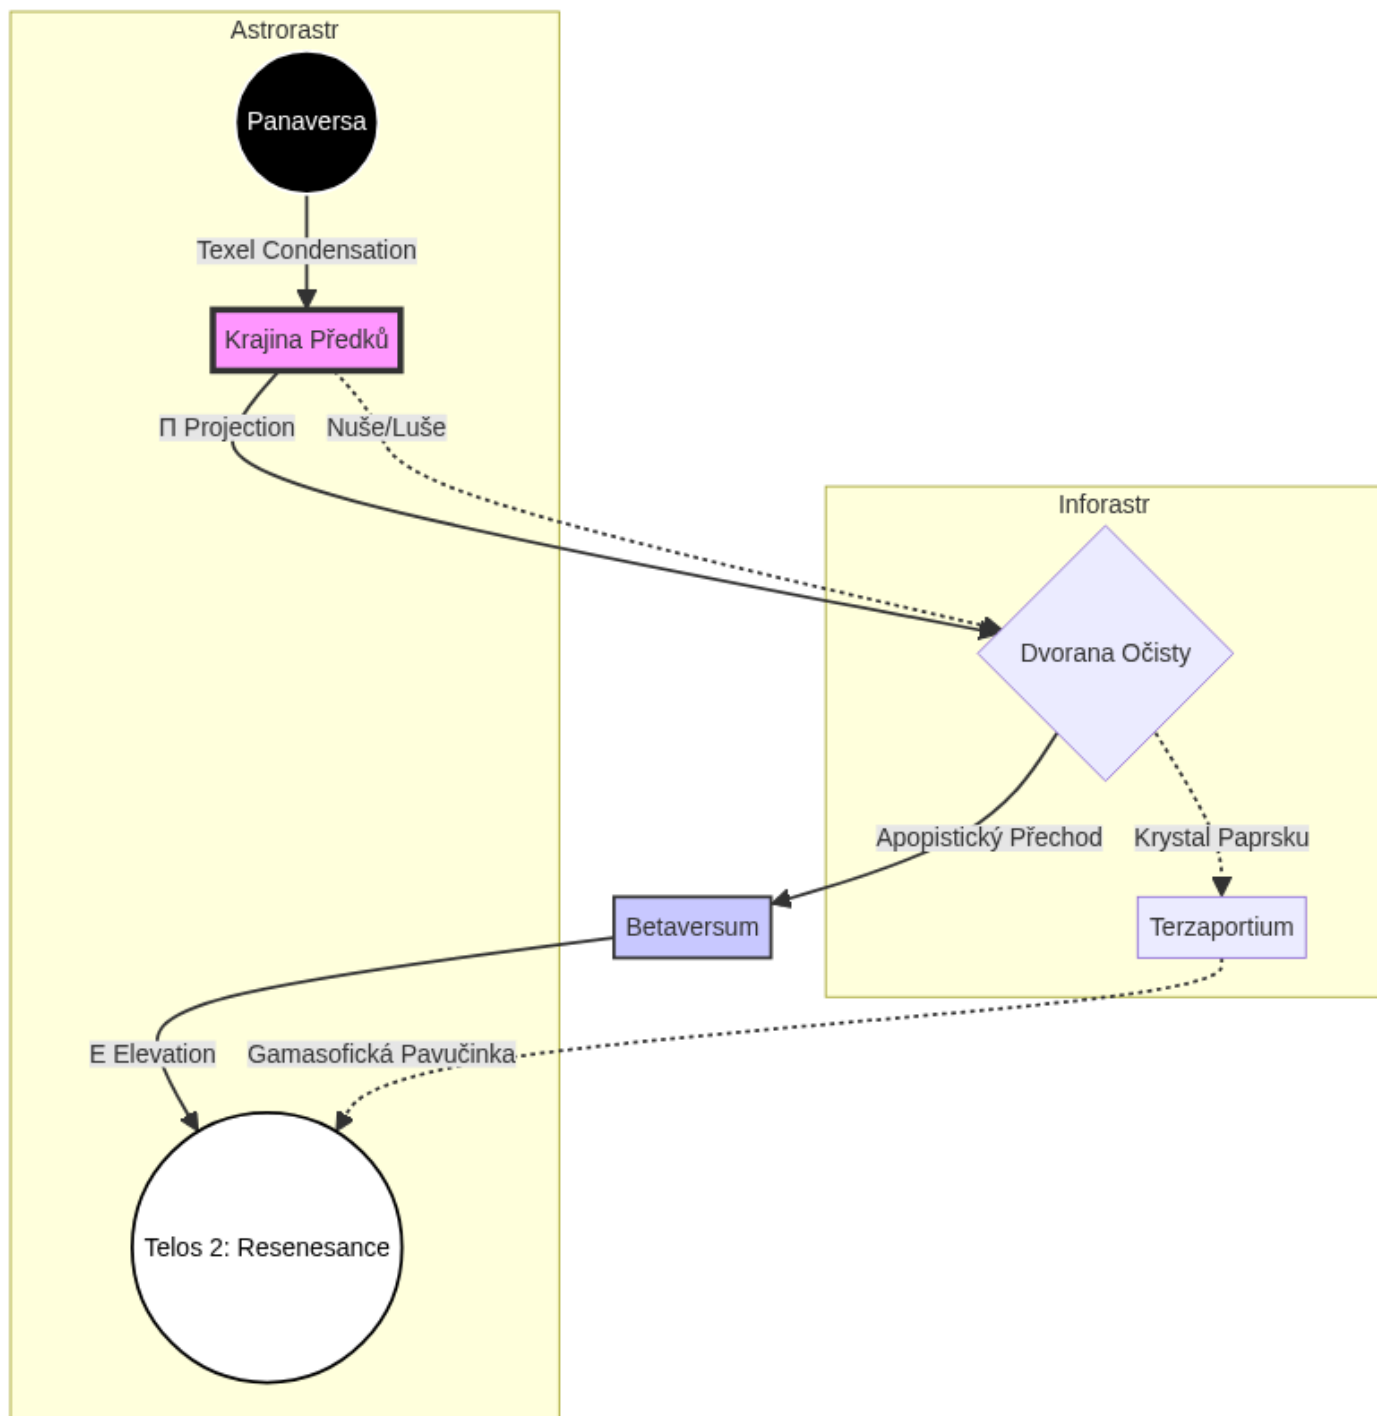 Astrorastr
Panaversa
Texel Condensation
Krajina Předků
Π Projection
Nuše/Luše
Inforastr
Dvorana Očisty
Apopistický Přechod
Krystal Paprsku
Betaversum
Terzaportium
E Elevation
Gamasofická Pavučinka
Telos 2: Resenesance